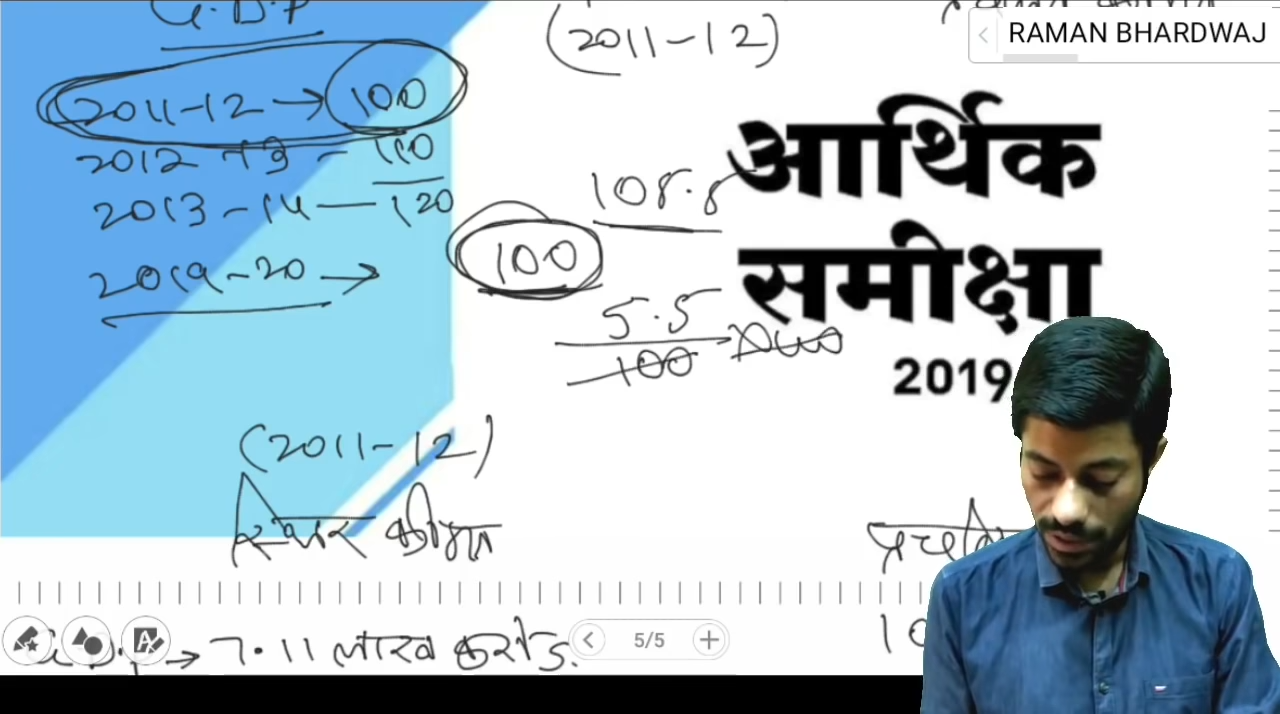 G.D.P
(2011-12)
RAMAN BHARDWAJ
2011-12 → 100
2012-13 - 110
2013-14 — 120
2019-20 →
आर्थिक
समीक्षा
2019
108.8
100
5.5
100
(2011-12)
स्थिर कीमत
→ 7.11 लाख करोड़.
10
5/5